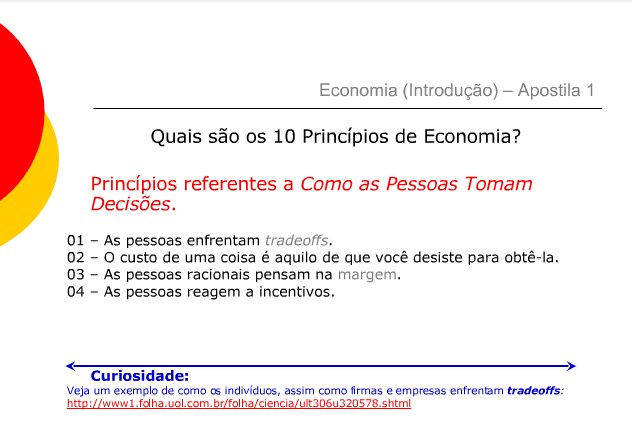 Economia (Introdução) – Apostila 1
Quais são os 10 Princípios de Economia?
Princípios referentes a Como as Pessoas Tomam
Decisões.
01 – As pessoas enfrentam tradeoffs.
02 – O custo de uma coisa é aquilo de que você desiste para obtê-la.
03 – As pessoas racionais pensam na margem.
04 – As pessoas reagem a incentivos.
Curiosidade:
Veja um exemplo de como os indivíduos, assim como firmas e empresas enfrentam tradeoffs:
http://www1.folha.uol.com.br/folha/ciencia/ult306u320578.shtml